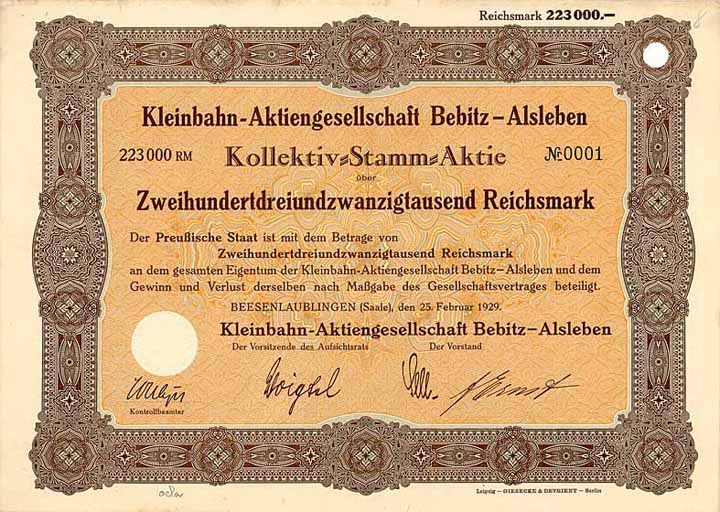 Reichsmark 223000.—
Kleinbahn-Aktiengesellschaft Bebitz–Alsleben
223000 RM Kollektiv-Stamm-Aktie № 0001
über
Zweihundertdreiundzwanzigtausend Reichsmark
Der Preußische Staat ist mit dem Betrage von
Zweihundertdreiundzwanzigtausend Reichsmark
an dem gesamten Eigentum der Kleinbahn-Aktiengesellschaft Bebitz–Alsleben und dem
Gewinn und Verlust derselben nach Maßgabe des Gesellschaftsvertrages beteiligt.
BEESENLAUBLINGEN (Saale), den 25. Februar 1929.
Kleinbahn-Aktiengesellschaft Bebitz–Alsleben
Der Vorsitzende des Aufsichtsrats Der Vorstand
Voigtel
Ernst
Kontrollbeamter
Leipzig – GIESECKE & DEVRIENT – Berlin